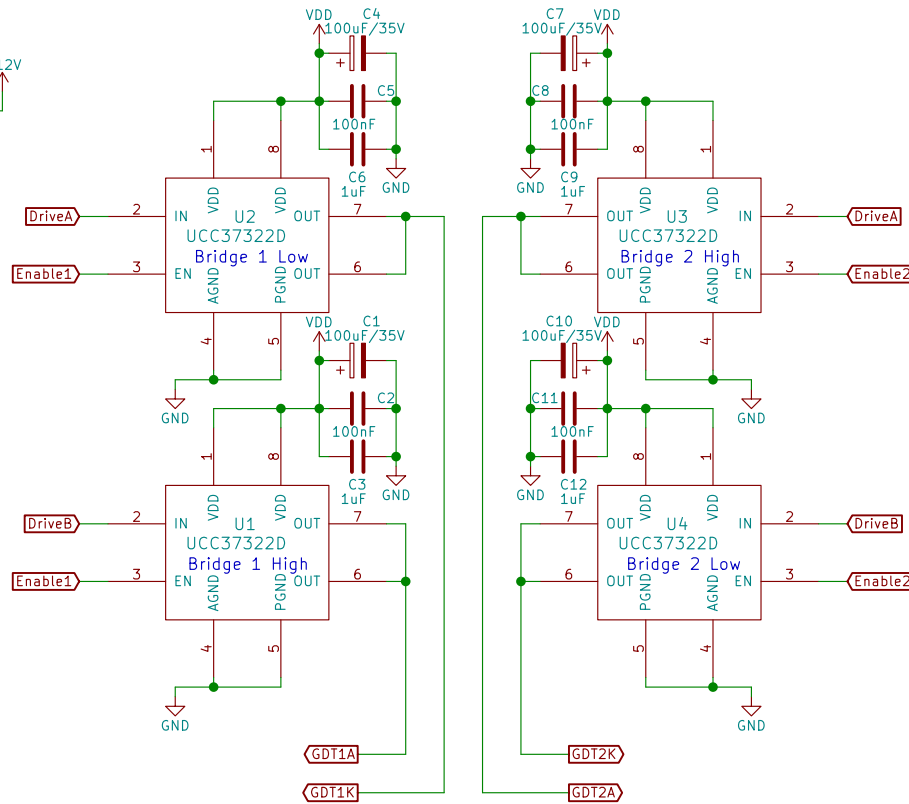 12V
VDD
C4
100uF/35V
+
C5
100nF
C6
1uF
GND
C7
100uF/35V
VDD
+
C8
100nF
C9
1uF
GND
1
8
VDD
VDD
DriveA
2
IN
U2
OUT
7
UCC37322D
Bridge 1 Low
Enable1
3
EN
OUT
6
AGND
PGND
4
5
GND
8
1
VDD
VDD
7
OUT
U3
IN
2
DriveA
UCC37322D
Bridge 2 High
6
OUT
EN
3
Enable2
PGND
AGND
5
4
GND
VDD
C1
100uF/35V
+
C2
100nF
C3
1uF
GND
C10
100uF/35V
VDD
+
C11
100nF
C12
1uF
GND
1
8
VDD
VDD
DriveB
2
IN
U1
OUT
7
UCC37322D
Bridge 1 High
Enable1
3
EN
OUT
6
AGND
PGND
4
5
GND
8
1
VDD
VDD
7
OUT
U4
IN
2
DriveB
UCC37322D
Bridge 2 Low
6
OUT
EN
3
Enable2
PGND
AGND
5
4
GND
GDT1A
GDT2K
GDT1K
GDT2A